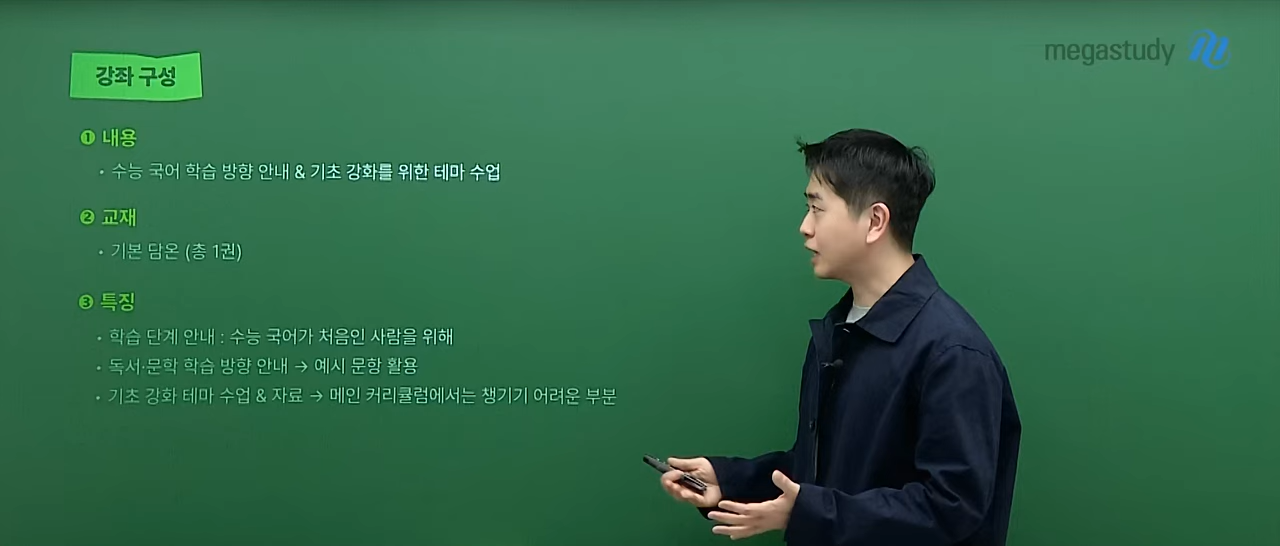 megastudy
강좌 구성
❶ 내용
• 수능 국어 학습 방향 안내 & 기초 강화를 위한 테마 수업
❷ 교재
• 기본 담온 (총 1권)
❸ 특징
• 학습 단계 안내 : 수능 국어가 처음인 사람을 위해
• 독서·문학 학습 방향 안내 → 예시 문항 활용
• 기초 강화 테마 수업 & 자료 → 메인 커리큘럼에서는 챙기기 어려운 부분